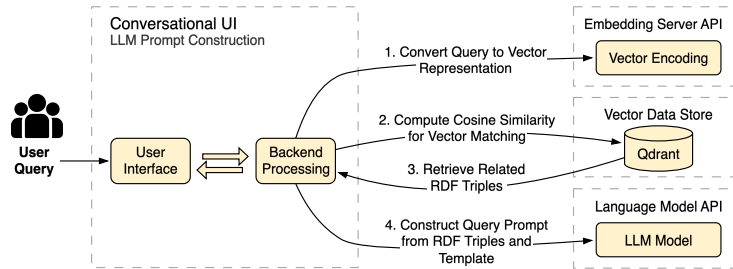 Conversational UI
LLM Prompt Construction
User
Query
User
Interface
Backend
Processing
1. Convert Query to Vector
Representation
2. Compute Cosine Similarity
for Vector Matching
3. Retrieve Related
RDF Triples
4. Construct Query Prompt
from RDF Triples and
Template
Embedding Server API
Vector Encoding
Vector Data Store
Qdrant
Language Model API
LLM Model